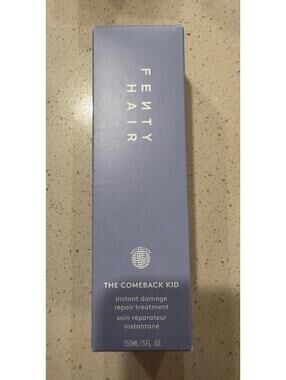 FENTY
HAIR
THE COMEBACK KID
instant damage
repair treatment
soin réparateur
instantané
150ML/5FL. OZ.